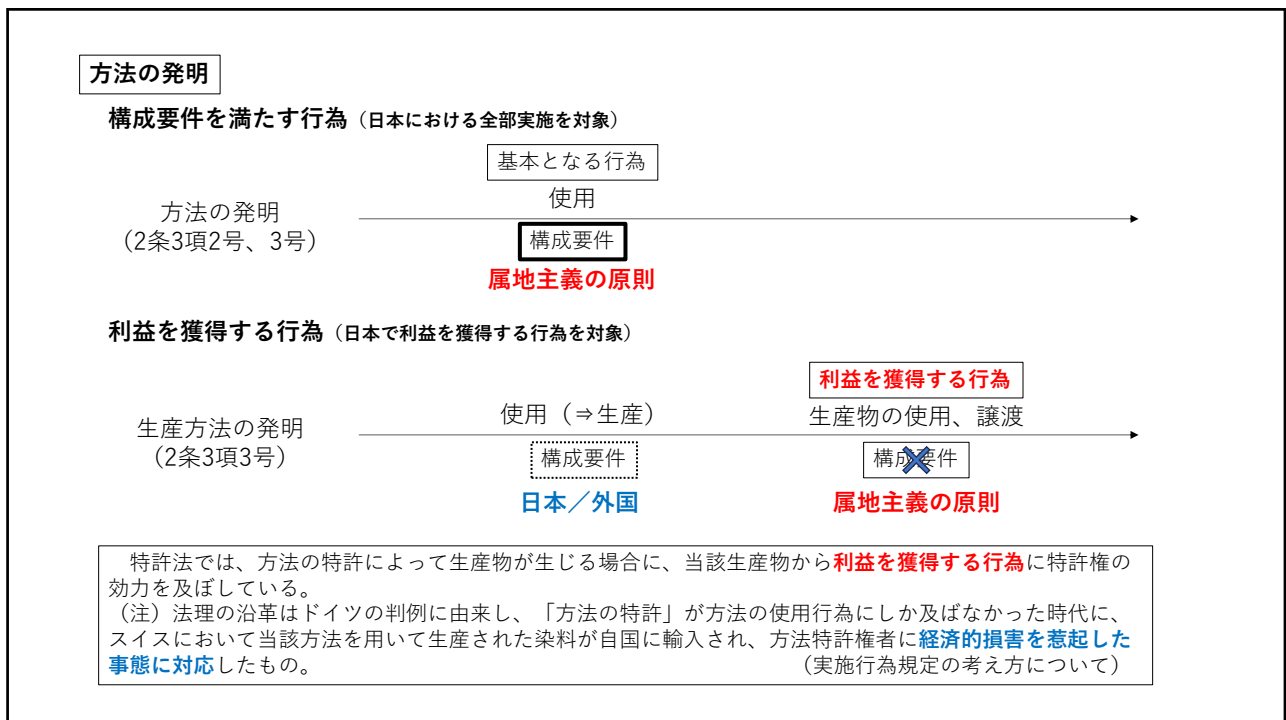 方法の発明
構成要件を満たす行為（日本における全部実施を対象）
基本となる行為
使用
方法の発明
（2条3項2号、3号）
構成要件
属地主義の原則
利益を獲得する行為（日本で利益を獲得する行為を対象）
利益を獲得する行為
使用（⇒生産）
生産物の使用、譲渡
生産方法の発明
（2条3項3号）
構成要件
構成要件
日本／外国
属地主義の原則
特許法では、方法の特許によって生産物が生じる場合に、当該生産物から利益を獲得する行為に特許権の
効力を及ぼしている。
（注）法理の沿革はドイツの判例に由来し、「方法の特許」が方法の使用行為にしか及ばなかった時代に、
スイスにおいて当該方法を用いて生産された染料が自国に輸入され、方法特許権者に経済的損害を惹起した
事態に対応したもの。（実施行為規定の考え方について）